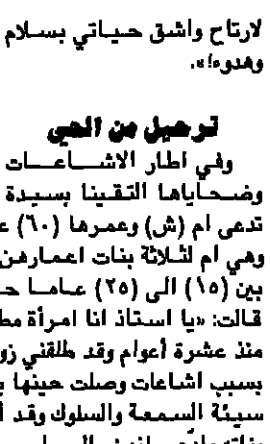 لارتاح واشق حياتي بسلام
وهدوء!».
ترحيل من الحي
وفي اطار الاشاعات
وضحاياها التقينا بسيدة
تدعى ام (ش) وعمرها (٦٠) ع
وهي ام لثلاثة بنات اعمارهن
بين (١٥) الى (٢٥) عاما ح
قالت: «يا استاذ انا امرأة مط
منذ عشرة أعوام وقد طلقني زو
بسبب اشاعات وصلت حينها ب
سيئة السمعة والسلوك وقد أ